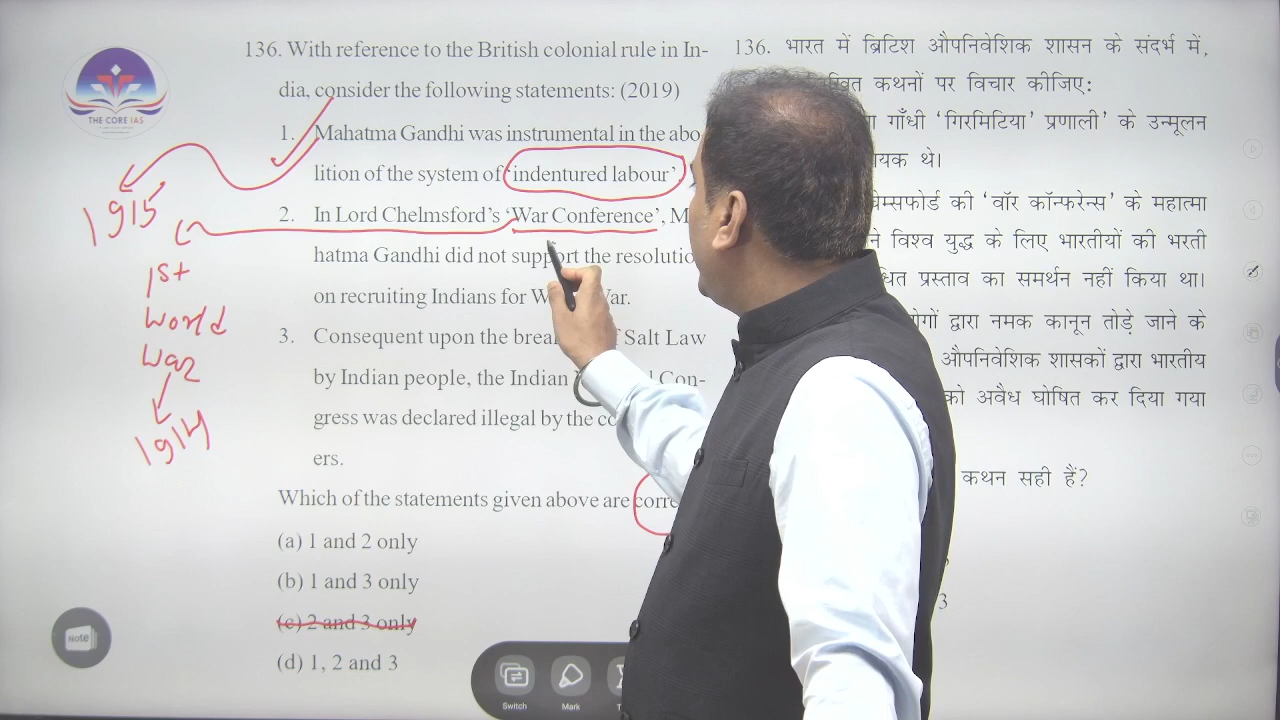 THE CORE IAS
136. With reference to the British colonial rule in In-
dia, consider the following statements: (2019)
1. Mahatma Gandhi was instrumental in the abo
lition of the system of 'indentured labour'.
2. In Lord Chelmsford's 'War Conference', M
hatma Gandhi did not support the resolutio
on recruiting Indians for W War.
3. Consequent upon the brea f Salt Law
by Indian people, the Indian l Con-
gress was declared illegal by the co
ers.
Which of the statements given above are corre
(a) 1 and 2 only
(b) 1 and 3 only
(c) 2 and 3 only
(d) 1, 2 and 3
1915
1st
World
War
1914
136. भारत में ब्रिटिश औपनिवेशिक शासन के संदर्भ में,
कथनों पर विचार कीजिए:
गाँधी 'गिरमिटिया' प्रणाली' के उन्मूलन
यक थे।
चेम्सफोर्ड की 'वॉर कॉन्फरेन्स' के महात्मा
ने विश्व युद्ध के लिए भारतीयों की भरती
धित प्रस्ताव का समर्थन नहीं किया था।
द्वारा नमक कानून तोड़े जाने के
औपनिवेशिक शासकों द्वारा भारतीय
को अवैध घोषित कर दिया गया
कथन सही हैं?
3
Note
Switch
Mark